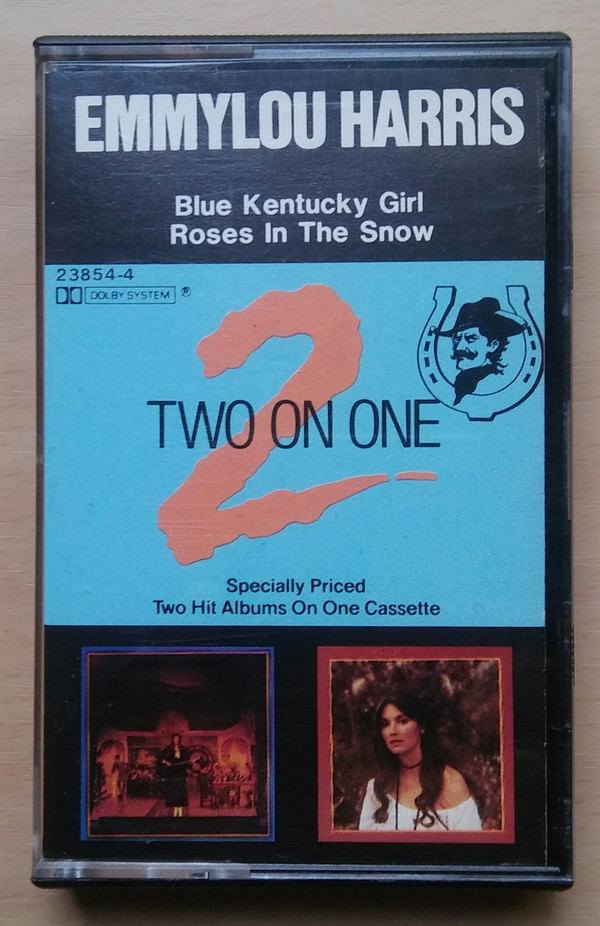 EMMYLOU HARRIS
Blue Kentucky Girl
Roses In The Snow
23854-4
DOLBY SYSTEM ®
2
TWO ON ONE
Specially Priced
Two Hit Albums On One Cassette